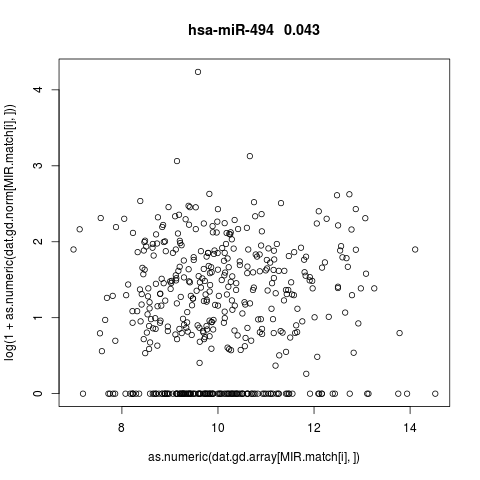 hsa-miR-494 0.043
log(1 + as.numeric(dat.gd.norm[MIR.match[i], ]))
4
3
2
1
0
8 10 12 14
as.numeric(dat.gd.array[MIR.match[i], ])